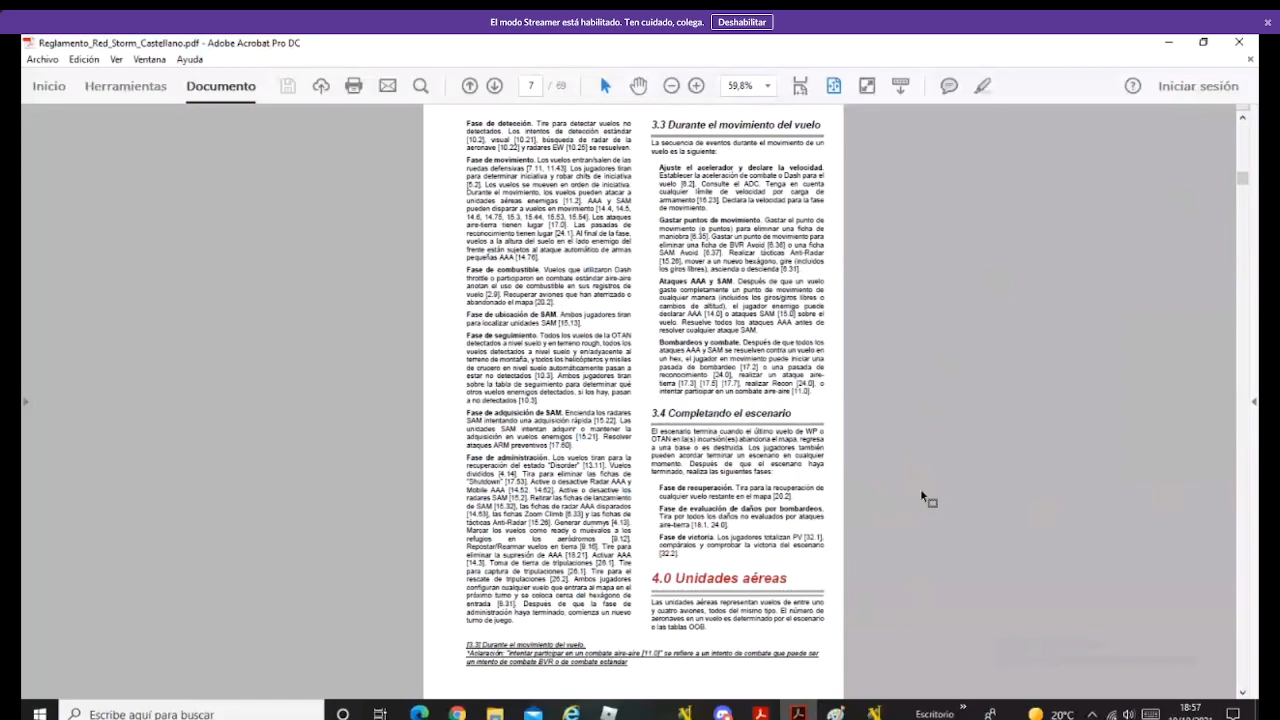 El modo Streamer está habilitado. Ten cuidado, colega. Deshabilitar
Reglamento_Red_Storm_Castellano.pdf - Adobe Acrobat Pro DC
Archivo Edición Ver Ventana Ayuda
Inicio Herramientas Documento 7 / 69 59,8% Iniciar sesión
Fase de detección. Tire para detectar vuelos no
detectados. Los intentos de detección estándar
[10.2], visual [10.21], búsqueda de radar de la
aeronave [10.22] y radares EW [10.25] se resuelven.
Fase de movimiento. Los vuelos entran/salen de las
ruedas defensivas [7.11, 11.43]. Los jugadores tiran
para determinar iniciativa y robar chits de iniciativa
[5.2]. Los vuelos se mueven en orden de iniciativa.
Durante el movimiento, los vuelos pueden atacar a
unidades aéreas enemigas [11.2]. AAA y SAM
pueden disparar a vuelos en movimiento [14.4, 14.5,
14.6, 14.75, 15.3, 15.44, 15.53, 15.54]. Los ataques
aire-tierra tienen lugar [17.0]. Las pasadas de
reconocimiento tienen lugar [24.1]. Al final de la fase,
vuelos a la altura del suelo en el lado enemigo del
frente están sujetos al ataque automático de armas
pequeñas AAA [14.76].
Fase de combustible. Vuelos que utilizaron Dash
throttle o participaron en combate estándar aire-aire
anotan el uso de combustible en sus registros de
vuelo [2.9]. Recuperar aviones que han aterrizado o
abandonado el mapa [20.2].
Fase de ubicación de SAM. Ambos jugadores tiran
para localizar unidades SAM [15.13].
Fase de seguimiento. Todos los vuelos de la OTAN
detectados a nivel suelo y en terreno rough, todos los
vuelos detectados a nivel suelo y en/adyacente al
terreno de montaña, y todos los helicópteros y misiles
de crucero en nivel suelo automáticamente pasan a
estar no detectados [10.3]. Ambos jugadores tiran
sobre la tabla de seguimiento para determinar qué
otros vuelos enemigos detectados, si los hay, pasan
a no detectados [10.3].
Fase de adquisición de SAM. Encienda los radares
SAM intentando una adquisición rápida [15.22]. Las
unidades SAM intentan adquirir o mantener la
adquisición en vuelos enemigos [15.21]. Resolver
ataques ARM preventivos [17.60].
Fase de administración. Los vuelos tiran para la
recuperación del estado "Disorder" [13.11]. Vuelos
divididos [4.14]. Tira para eliminar las fichas de
"Shutdown" [17.53]. Active o desactive Radar AAA y
Mobile AAA [14.52, 14.62]. Active o desactive los
radares SAM [15.2]. Retirar las fichas de lanzamiento
de SAM [15.32], las fichas de radar AAA disparados
[14.53], las fichas Zoom Climb [6.33] y las fichas de
tácticas Anti-Radar [15.26]. Generar dummys [4.13].
Marcar los vuelos como ready o muévalos a los
refugios en los aeródromos [9.12].
Repostar/Rearmar vuelos en tierra [9.16]. Tire para
eliminar la supresión de AAA [18.21]. Activar AAA
[14.3]. Toma de tierra de tripulaciones [26.1]. Tire
para captura de tripulaciones [26.1]. Tire para el
rescate de tripulaciones [26.2]. Ambos jugadores
configuran cualquier vuelo que entrara al mapa en el
próximo turno y se coloca cerca del hexágono de
entrada [8.31]. Después de que la fase de
administración haya terminado, comienza un nuevo
turno de juego.
[3.3] Durante el movimiento del vuelo.
*Aclaración: "intentar participar en un combate aire-aire [11.0]" se refiere a un intento de combate que puede ser
un intento de combate BVR o de combate estándar
3.3 Durante el movimiento del vuelo
La secuencia de eventos durante el movimiento de un
vuelo es la siguiente:
Ajuste el acelerador y declare la velocidad.
Establecer la aceleración de combate o Dash para el
vuelo [6.2]. Consulte el ADC. Tenga en cuenta
cualquier límite de velocidad por carga de
armamento [16.23]. Declara la velocidad para la fase
de movimiento.
Gastar puntos de movimiento. Gastar el punto de
movimiento (o puntos) para eliminar una ficha de
maniobra [6.35]. Gastar un punto de movimiento para
eliminar una ficha de BVR Avoid [6.36] o una ficha
SAM Avoid [6.37]. Realizar tácticas Anti-Radar
[15.26], mover a un nuevo hexágono, gire (incluidos
los giros libres), ascienda o descienda [6.31].
Ataques AAA y SAM. Después de que un vuelo
gaste completamente un punto de movimiento de
cualquier manera (incluidos los giros/giros libres o
cambios de altitud), el jugador enemigo puede
declarar AAA [14.0] o ataques SAM [15.0] sobre el
vuelo. Resuelve todos los ataques AAA antes de
resolver cualquier ataque SAM.
Bombardeos y combate. Después de que todos los
ataques AAA y SAM se resuelven contra un vuelo en
un hex, el jugador en movimiento puede iniciar una
pasada de bombardeo [17.2] o una pasada de
reconocimiento [24.0], realizar un ataque aire-
tierra [17.3] [17.5] [17.7], realizar Recon [24.0], o
intentar participar en un combate aire-aire [11.0].
3.4 Completando el escenario
El escenario termina cuando el último vuelo de WP o
OTAN en la(s) incursión(es) abandona el mapa, regresa
a una base o es destruida. Los jugadores también
pueden acordar terminar un escenario en cualquier
momento. Después de que el escenario haya
terminado, realiza las siguientes fases:
Fase de recuperación. Tira para la recuperación de
cualquier vuelo restante en el mapa [20.2].
Fase de evaluación de daños por bombardeos.
Tira por todos los daños no evaluados por ataques
aire-tierra [18.1, 24.0].
Fase de victoria. Los jugadores totalizan PV [32.1],
compáralos y comprobar la victoria del escenario
[32.2].
4.0 Unidades aéreas
Las unidades aéreas representan vuelos de entre uno
y cuatro aviones, todos del mismo tipo. El número de
aeronaves en un vuelo es determinado por el escenario
o las tablas OOB.
Escribe aquí para buscar Escritorio 20°C 18:57